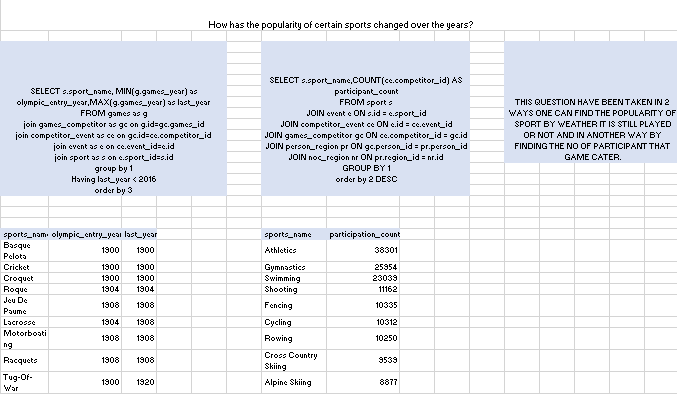 How has the popularity of certain sports changed over the years?
SELECT s.sport_name, MIN(g.games_year) as
olympic_entry_year,MAX(g.games_year) as last_year
FROM games as g
join games_competitor as gc on gc.id=gc.games_id
join competitor_event as ce on gc.id=ce.competitor_id
join event as e on ce.event_id=e.id
join sport as s on e.sport_id=s.id
group by 1
Having last_year < 2016
order by 3
SELECT s.sport_name,COUNT(ce.competitor_id) AS
participant_count
FROM sport s
JOIN event e ON s.id = e.sport_id
JOIN competitor_event ce ON e.id = ce.event_id
JOIN games_competitor gc ON ce.competitor_id = gc.id
JOIN person_region pr ON gc.person_id = pr.person_id
JOIN noc_region nr ON pr.region_id = nr.id
GROUP BY 1
order by 2 DESC
THIS QUESTION HAVE BEEN TAKEN IN 2
WAYS ONE CAN FIND THE POPULARITY OF
SPORT BY WEATHER IT IS STILL PLAYED
OR NOT AND IN ANOTHER WAY BY
FINDING THE NO OF PARTICIPANT THAT
GAME CATER.
sports_nam olympic_entry_year last_year
Basque
Pelota 1900 1900
Cricket 1900 1900
Croquet 1900 1900
Roque 1904 1904
Jeu De
Paume 1908 1908
Lacrosse 1904 1908
Motorboati
ng 1908 1908
Racquets 1908 1908
Tug-Of-
War 1900 1920
sports_name participation_count
Athletics 38301
Gymnastics 25954
Swimming 23039
Shooting 11162
Fencing 10335
Cycling 10312
Rowing 10250
Cross Country
Skiing 9539
Alpine Skiing 8877